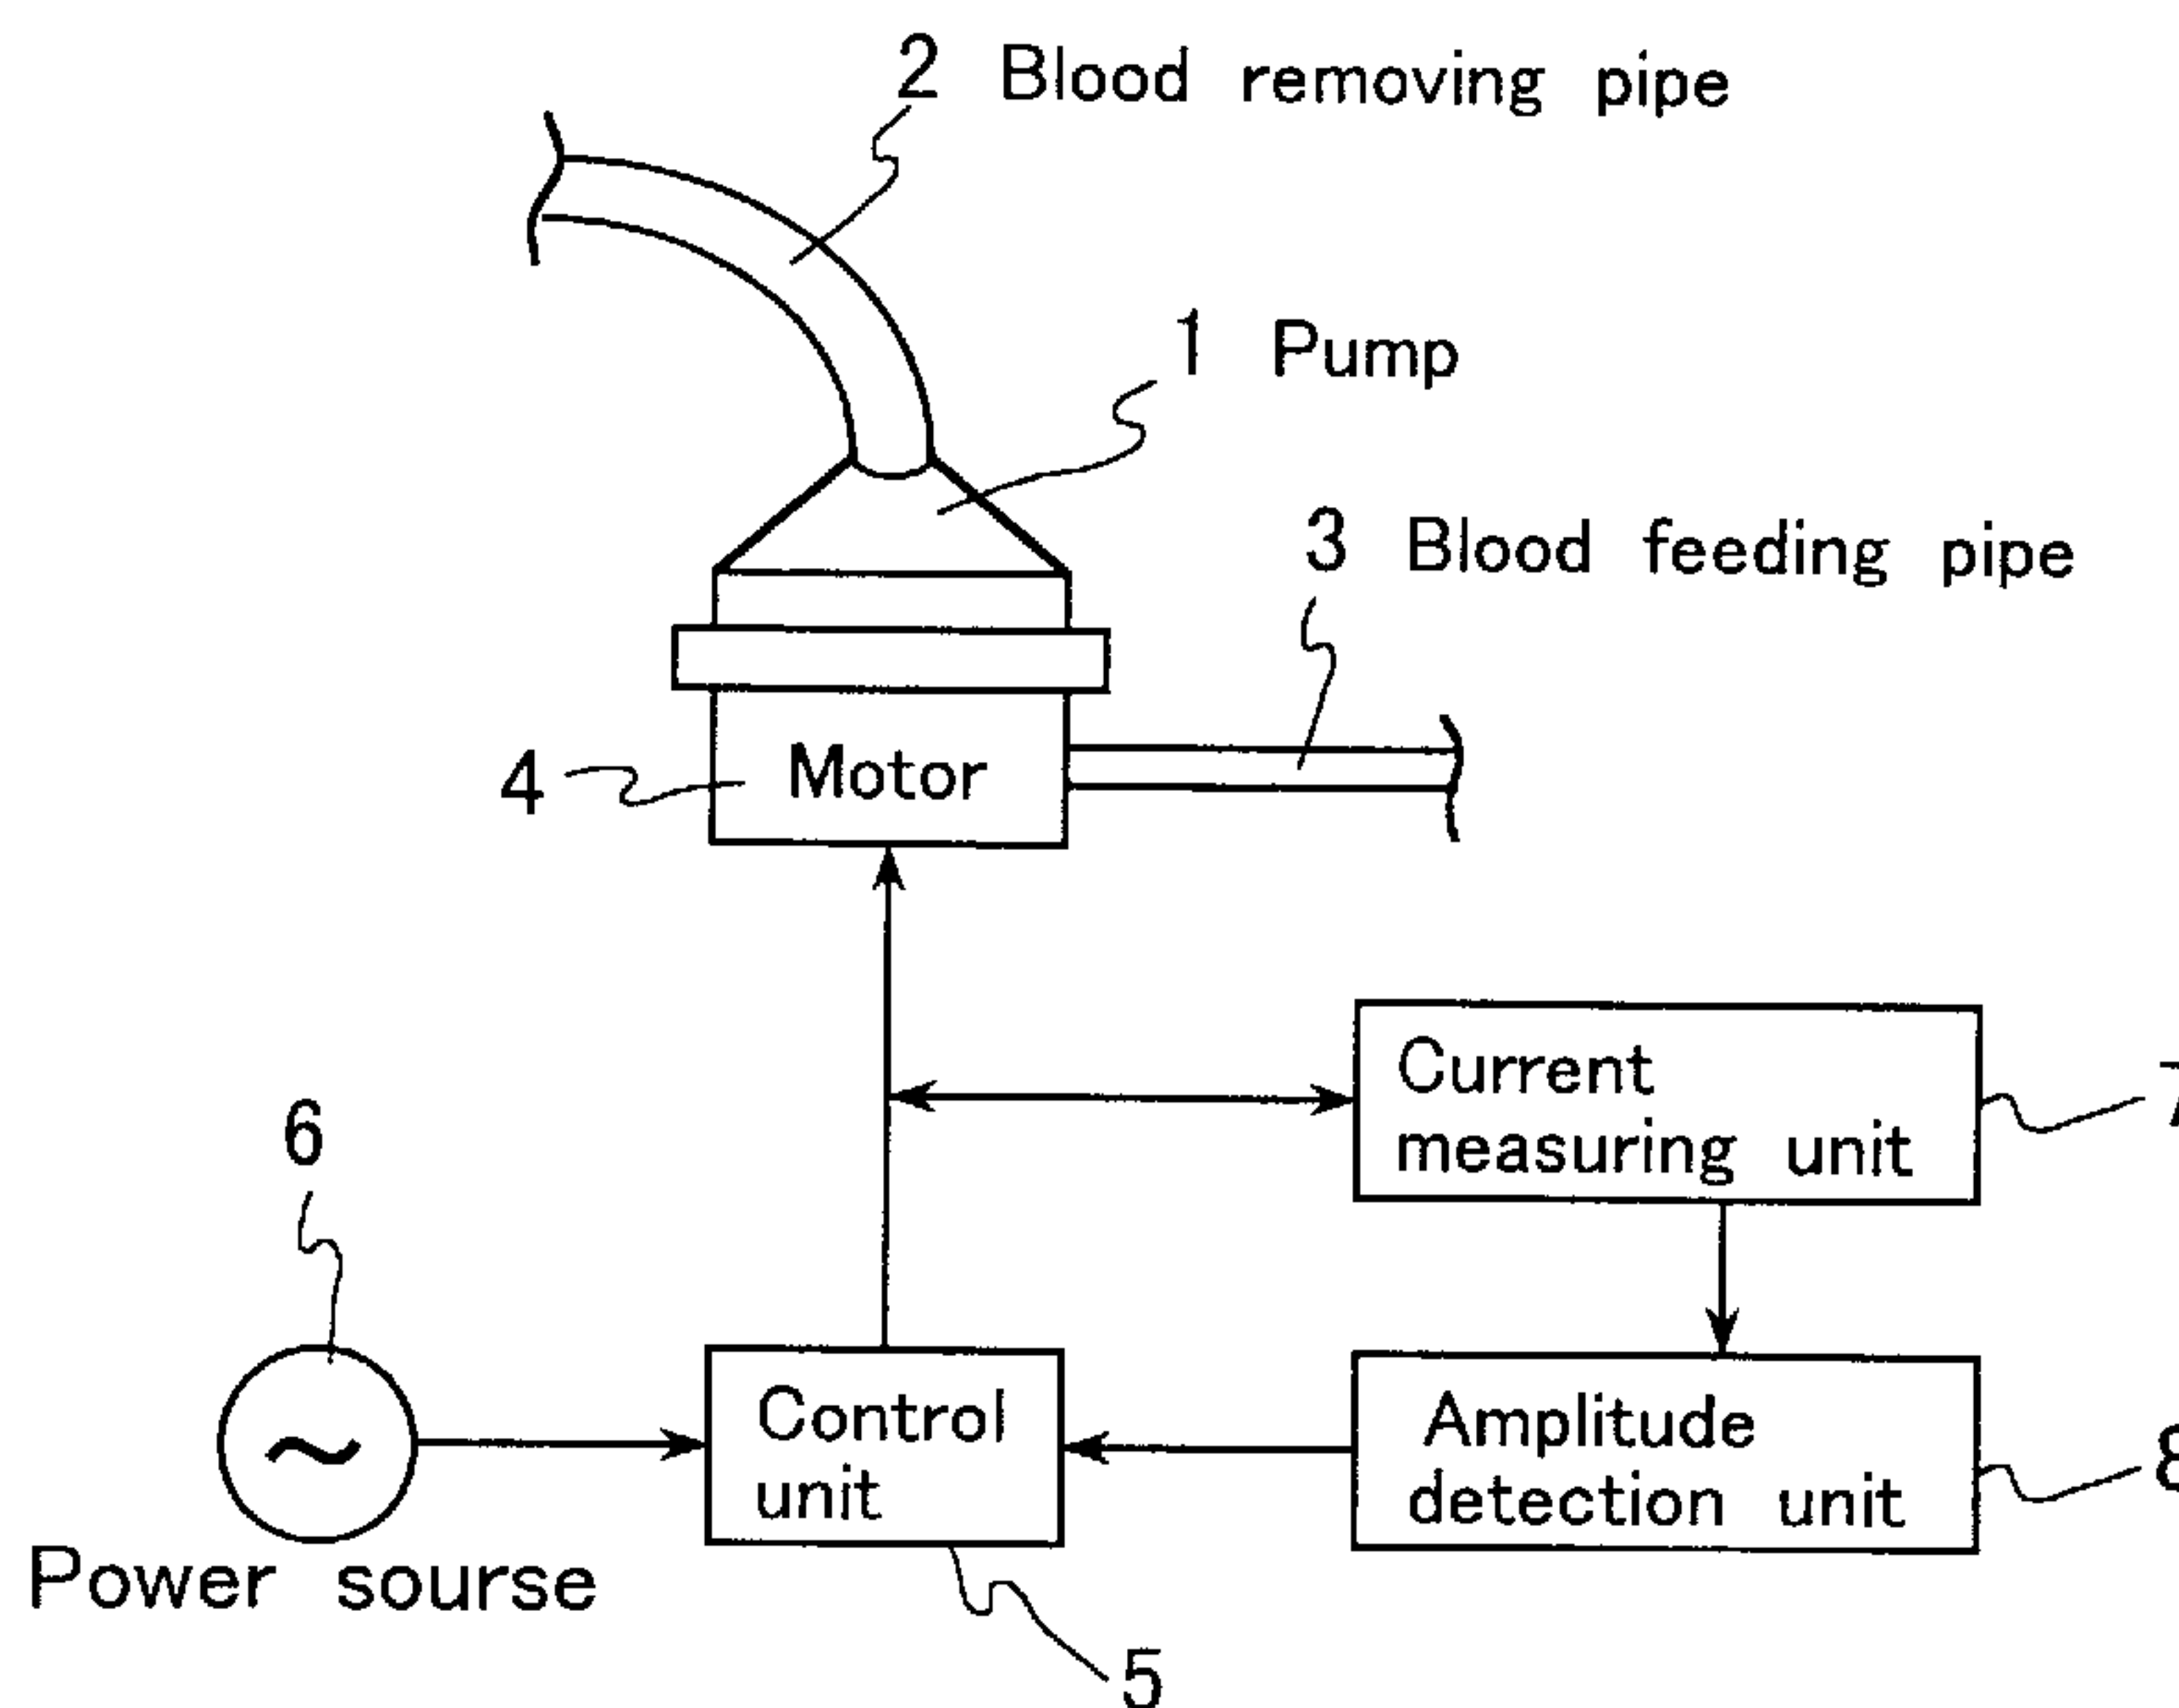 2 Blood removing pipe
1 Pump
3 Blood feeding pipe
4
Motor
6
Current
measuring unit
7
Control
unit
Amplitude
detection unit
8
Power sourse
5